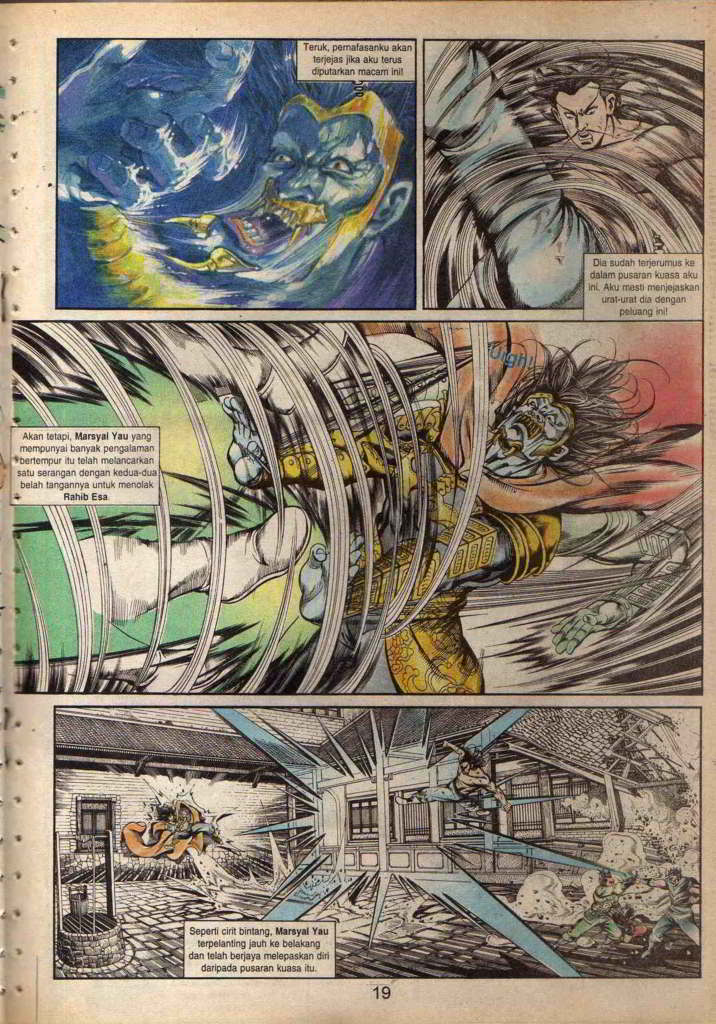 Teruk, pernafasanku akan
terjejas jika aku terus
diputarkan macam ini!
Dia sudah terjerumus ke
dalam pusaran kuasa aku
ini. Aku mesti menjejaskan
urat-urat dia dengan
peluang ini!
Urgh!
Akan tetapi, Marsyal Yau yang
mempunyai banyak pengalaman
bertempur itu telah melancarkan
satu serangan dengan kedua-dua
belah tangannya untuk menolak
Rahib Esa.
Seperti cirit bintang, Marsyal Yau
terpelanting jauh ke belakang
dan telah berjaya melepaskan diri
daripada pusaran kuasa itu.
19